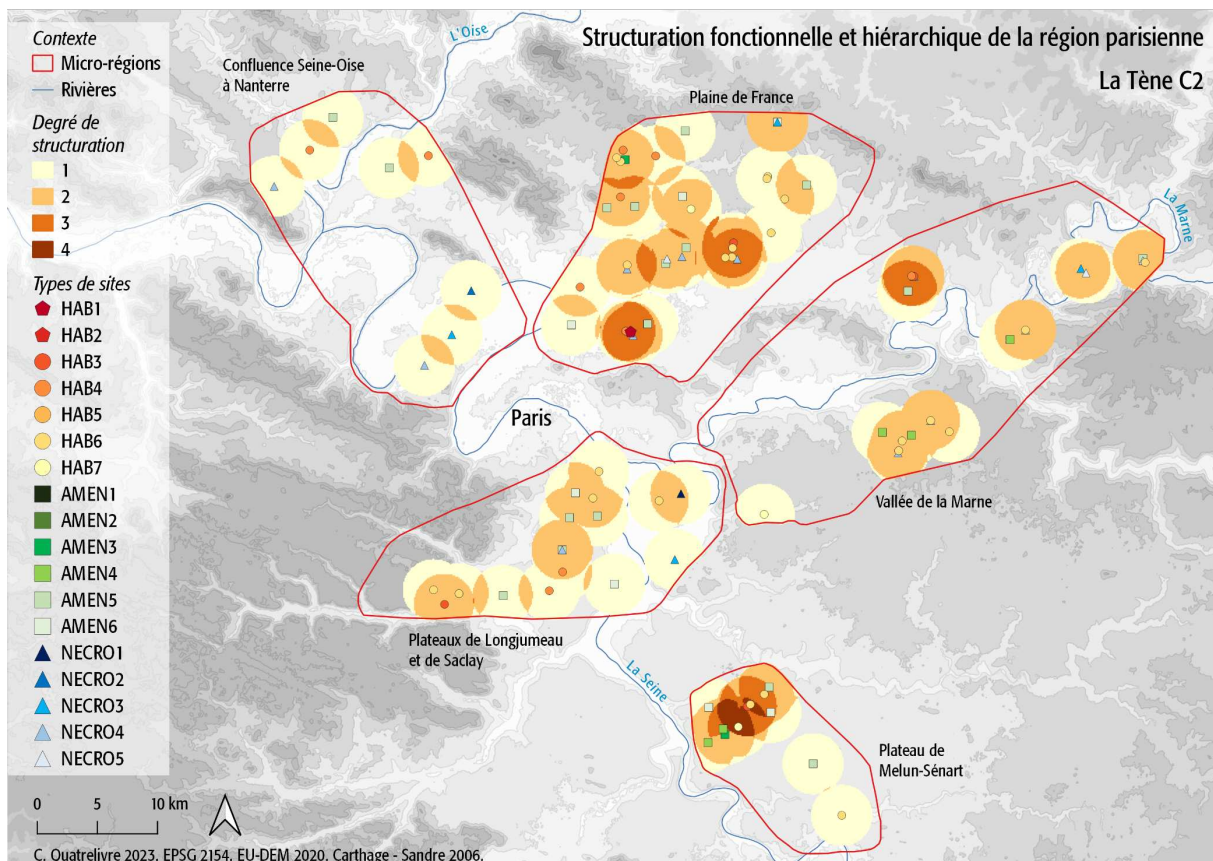 Structuration fonctionnelle et hiérarchique de la région parisienne
La Tène C2
Contexte
Micro-régions
Rivières
Degré de
structuration
1
2
3
4
Types de sites
HAB1
HAB2
HAB3
HAB4
HAB5
HAB6
HAB7
AMEN1
AMEN2
AMEN3
AMEN4
AMEN5
AMEN6
NECRO1
NECRO2
NECRO3
NECRO4
NECRO5
0 5 10 km
C. Quatrelivre 2023, EPSG 2154, EU-DEM 2020, Carthage - Sandre 2006.
Confluence Seine-Oise
à Nanterre
L'Oise
Plaine de France
La Marne
Paris
Vallée de la Marne
Plateaux de Longjumeau
et de Saclay
La Seine
Plateau de
Melun-Sénart